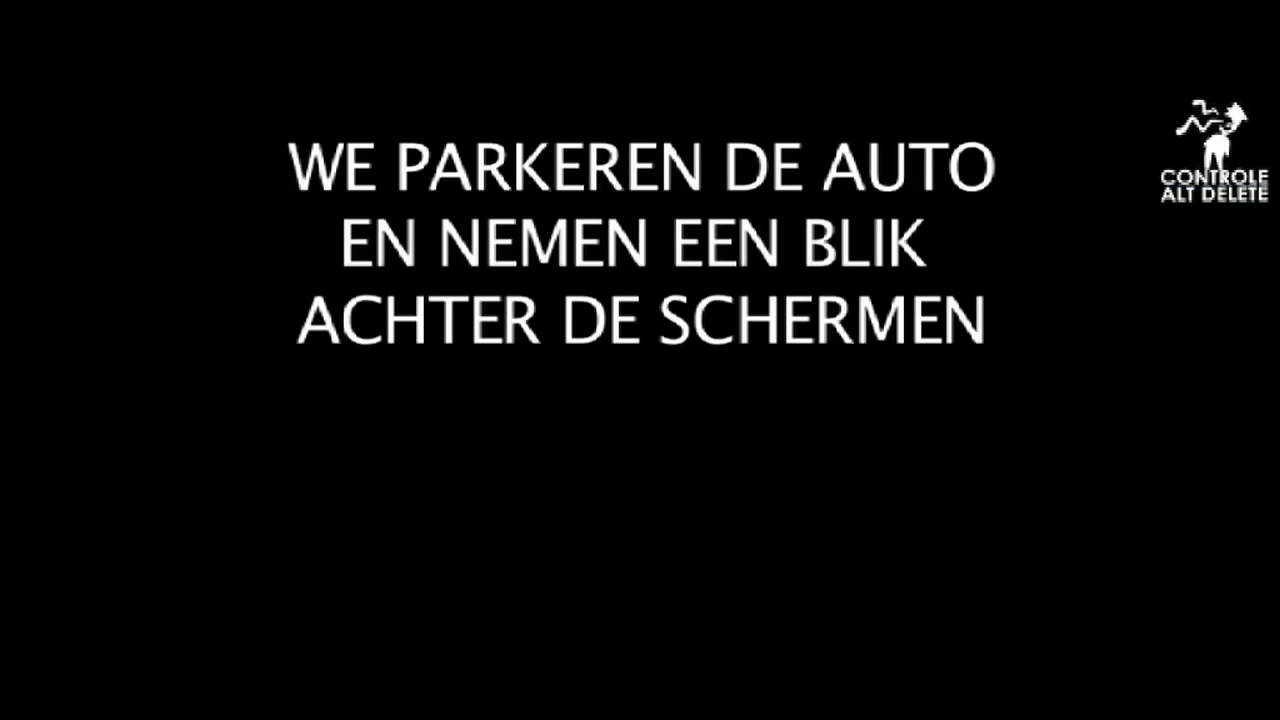 WE PARKEREN DE AUTO
EN NEMEN EEN BLIK
ACHTER DE SCHERMEN
CONTROLE
ALT DELETE